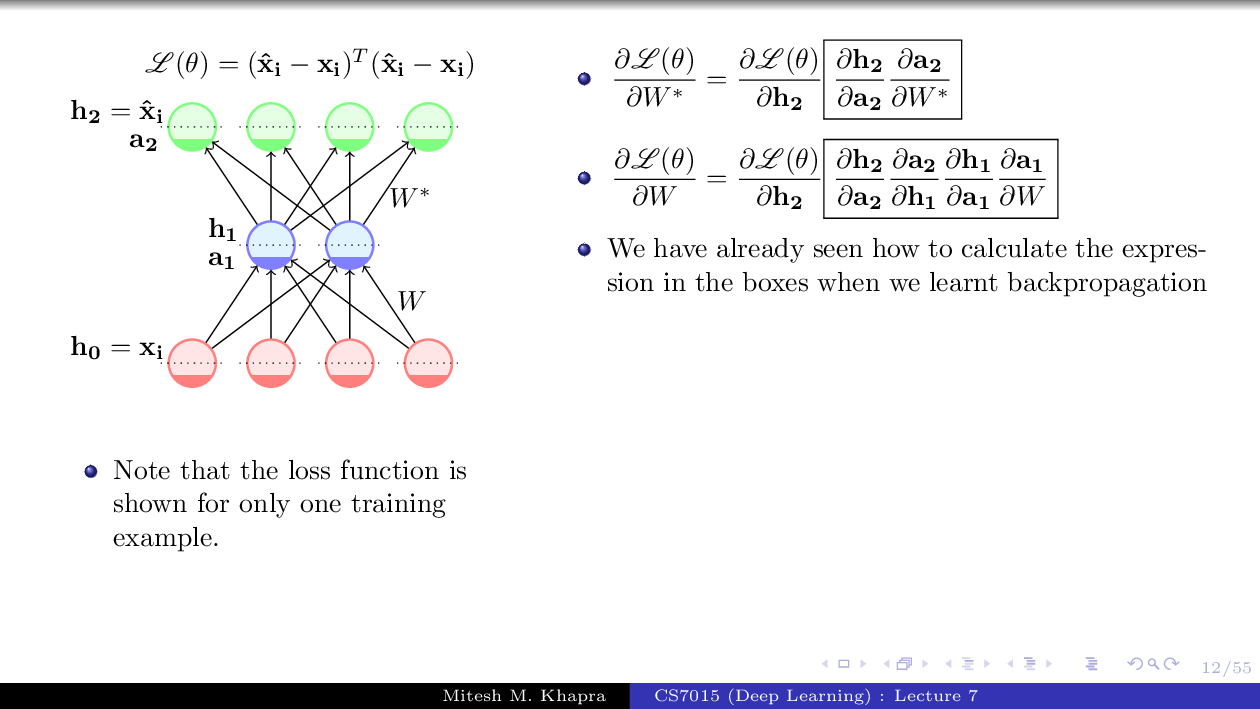 ℒ(θ) = (x̂ᵢ − xᵢ)ᵀ(x̂ᵢ − xᵢ)
h₂ = x̂ᵢ
a₂
W*
h₁
a₁
W
h₀ = xᵢ
Note that the loss function is
shown for only one training
example.
∂ℒ(θ)/∂W* = ∂ℒ(θ)/∂h₂ ∂h₂/∂a₂ ∂a₂/∂W*
∂ℒ(θ)/∂W = ∂ℒ(θ)/∂h₂ ∂h₂/∂a₂ ∂a₂/∂h₁ ∂h₁/∂a₁ ∂a₁/∂W
We have already seen how to calculate the expres-
sion in the boxes when we learnt backpropagation
12/55
Mitesh M. Khapra
CS7015 (Deep Learning) : Lecture 7